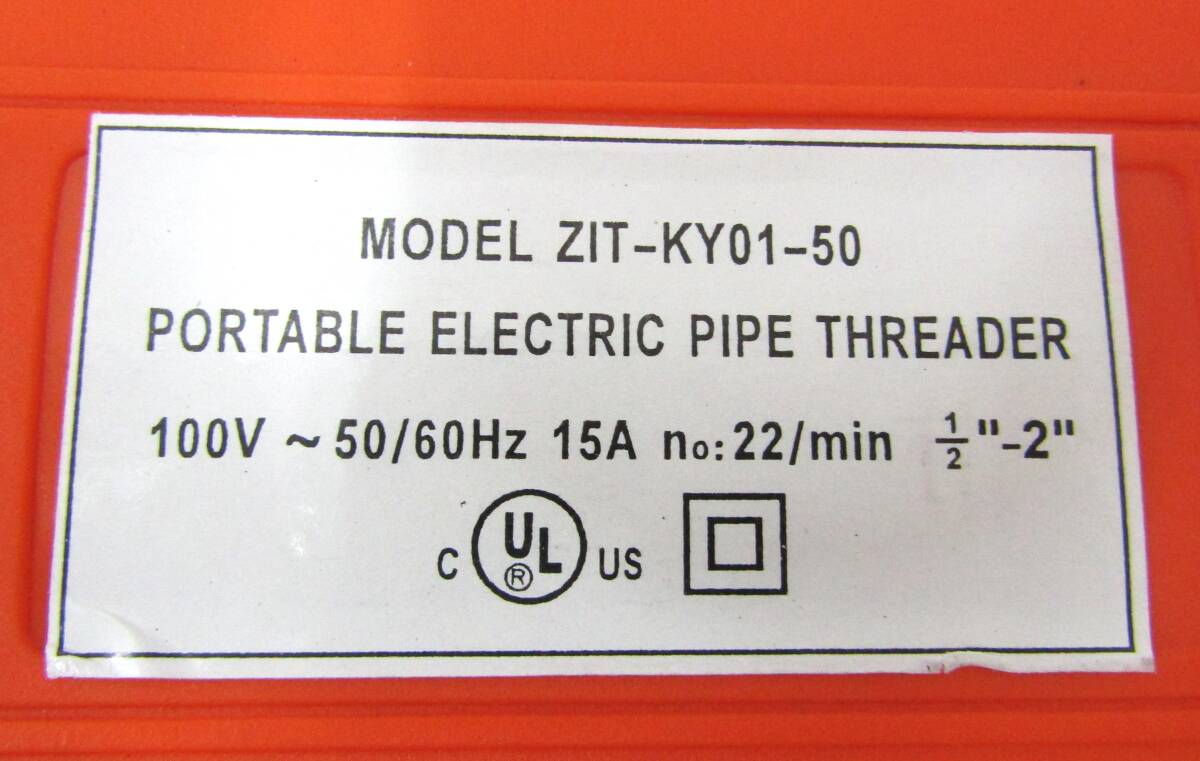 MODEL ZIT-KY01-50
PORTABLE ELECTRIC PIPE THREADER
100V ~ 50/60Hz 15A no: 22/min ½"-2"
C UL® US